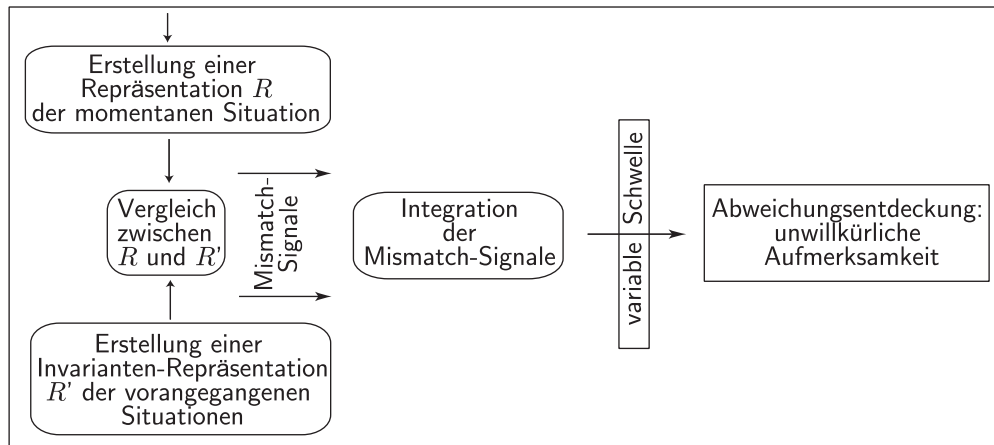 Erstellung einer
Repräsentation R
der momentanen Situation
Vergleich
zwischen
R und R'
Mismatch-
Signale
Erstellung einer
Invarianten-Repräsentation
R' der vorangegangenen
Situationen
Integration
der
Mismatch-Signale
variable Schwelle
Abweichungsentdeckung:
unwillkürliche
Aufmerksamkeit